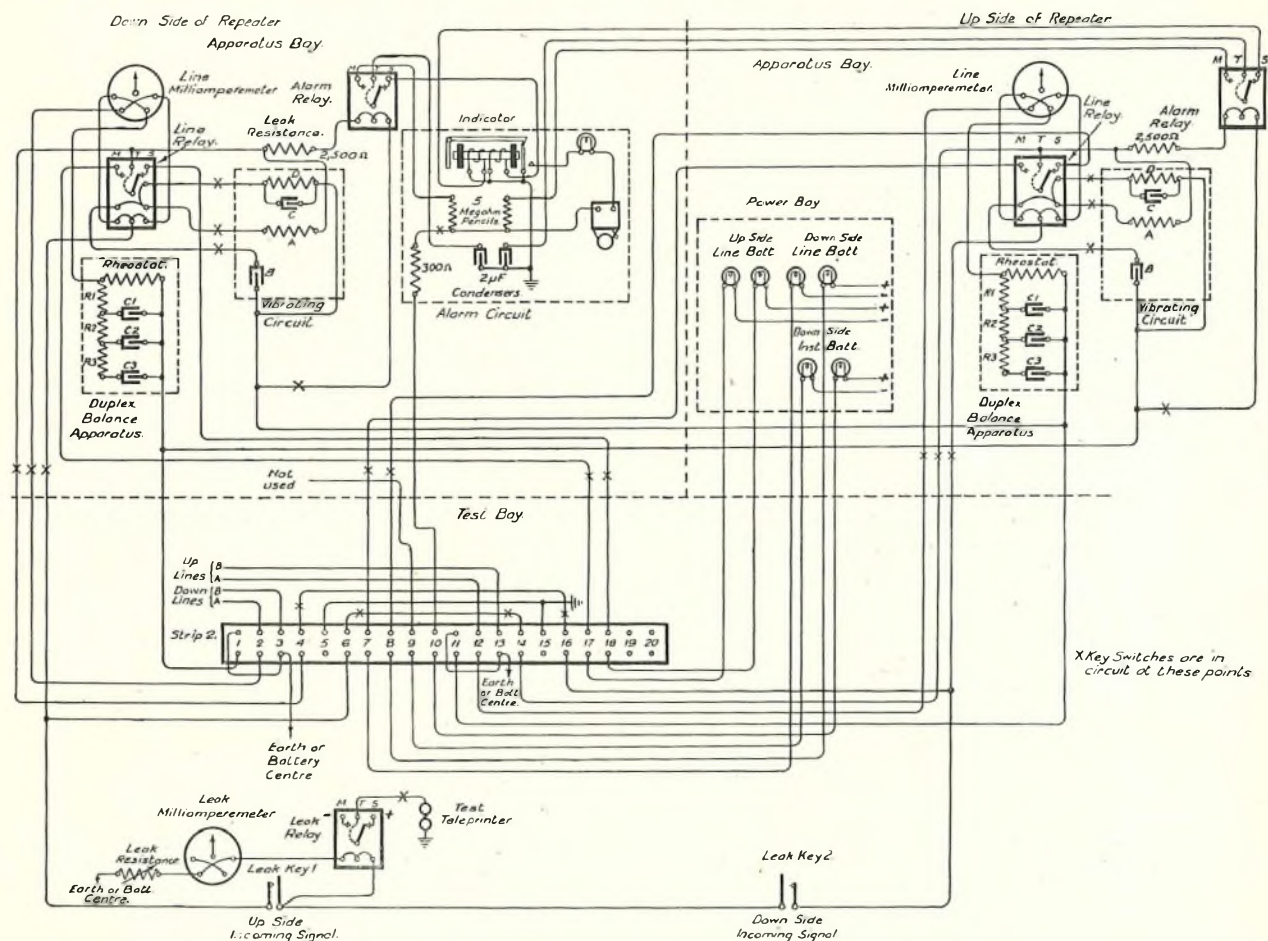 Down Side of Repeater
Apparatus Bay.
Up Side of Repeater
Apparatus Bay.
Line
Milliamperemeter
Alarm
Relay.
M T S
Leak
Resistance.
2,500Ω
Line
Relay.
M T S
D
C
A
B
Vibrating
Circuit
Rheostat.
R1
R2
R3
C1
C2
C3
Duplex
Balance
Apparatus.
Indicator
5
Megohm
Pencils
300Ω
2µF
Condensers
Alarm Circuit
Power Bay
Up Side
Line Batt
Down Side
Line Batt
+
+
-
Down Side
Inst Batt.
+
-
Line
Milliamperemeter.
Line
Relay.
M T S
Alarm
Relay
2,500Ω
M T S
D
C
A
B
Vibrating
Circuit
Rheostat.
R1
R2
R3
C1
C2
C3
Duplex
Balance
Apparatus
Not
used
Test Bay.
Up
Lines
B
A
Down
Lines
B
A
Strip 2.
1 2 3 4 5 6 7 8 9 10 11 12 13 14 15 16 17 18 19 20
Earth
or Batt
Centre.
Earth or
Battery
Centre
X Key Switches are in
circuit at these points
Leak
Milliamperemeter
Leak
Relay
M T S
- +
Test
Teleprinter
Leak
Resistance
Earth or Batt
Centre.
Leak Key 1
Up Side
Incoming Signal.
Leak Key 2
Down Side
Incoming Signal